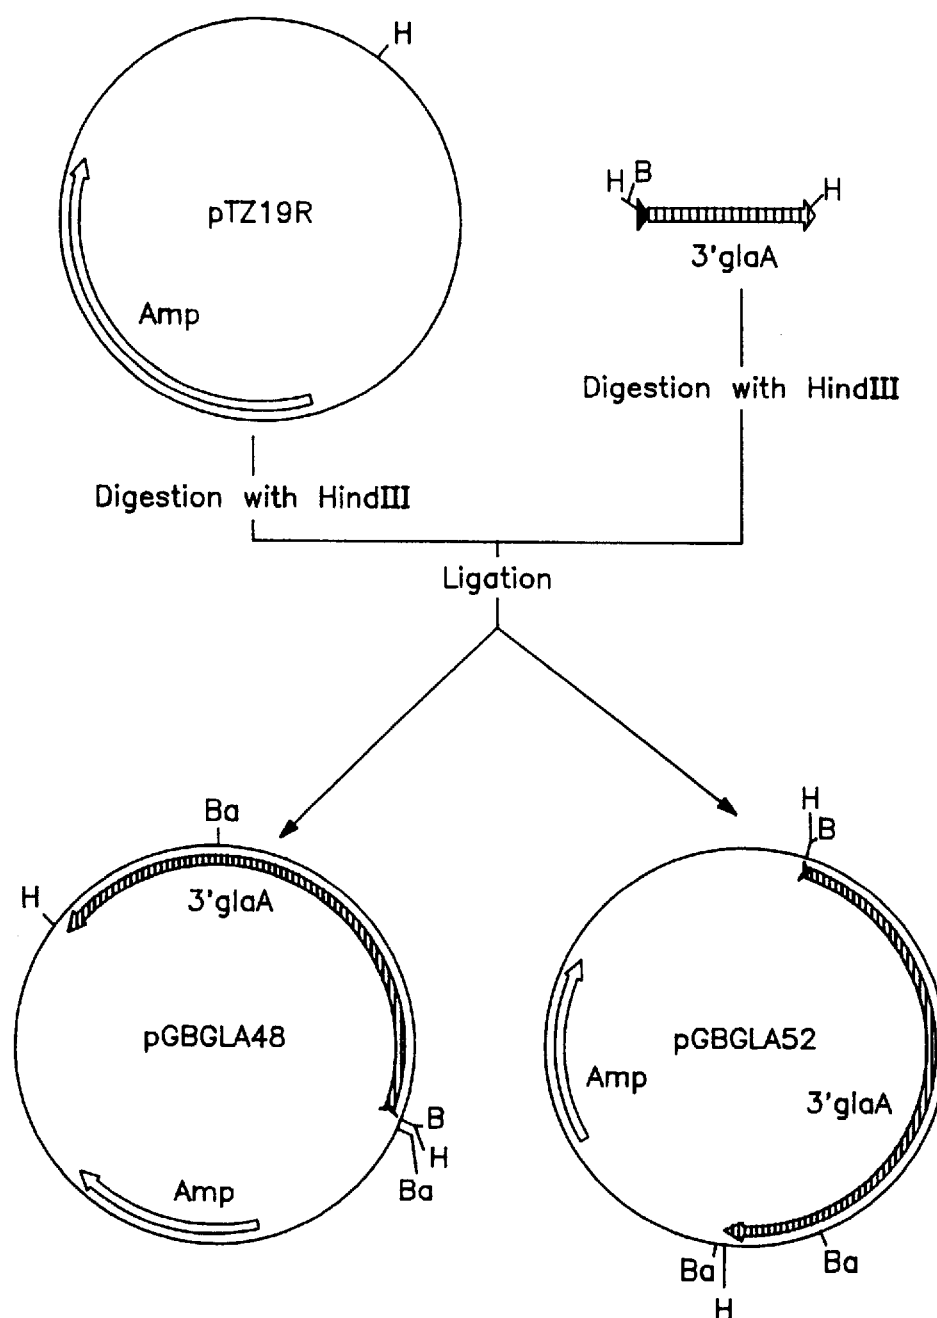 H
pTZ19R
Amp
H
B
H
3'glaA
Digestion with HindIII
Digestion with HindIII
Ligation
Ba
H
3'glaA
pGBGLA48
B
H
Ba
Amp
H
B
pGBGLA52
Amp
3'glaA
Ba
Ba
H